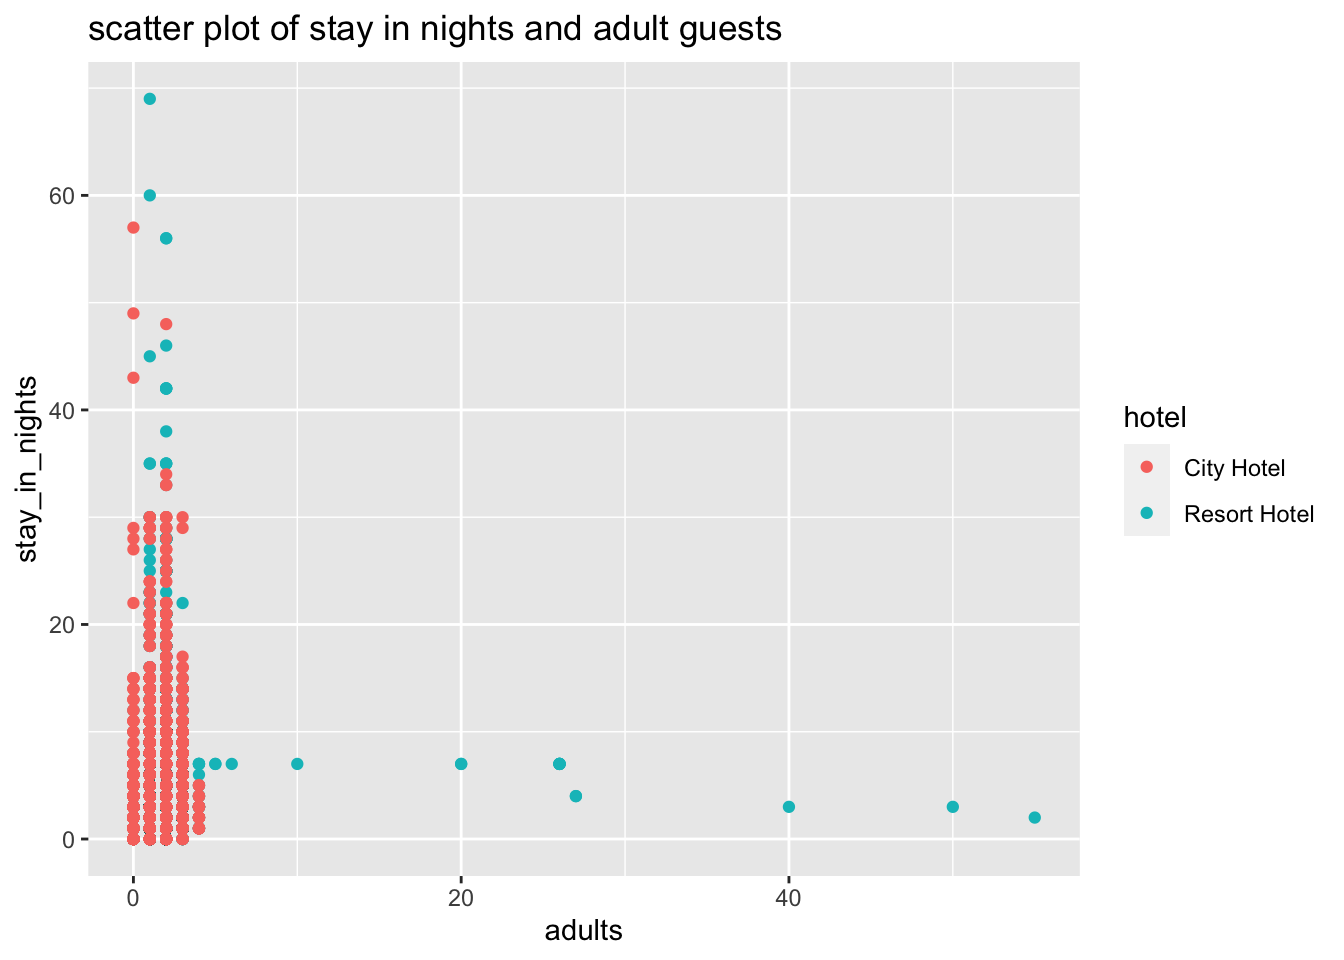 scatter plot of stay in nights and adult guests
stay_in_nights
60
40
20
0
0 20 40
adults
hotel
City Hotel
Resort Hotel